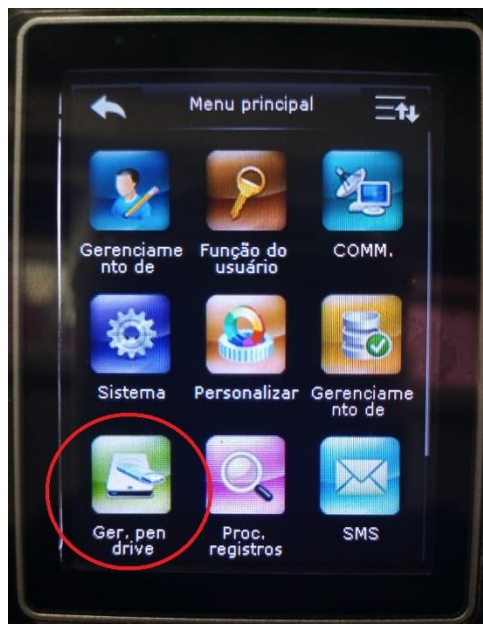 Menu principal
Gerenciame
nto de
Função do
usuário
COMM.
Sistema
Personalizar
Gerenciame
nto de
Ger. pen
drive
Proc.
registros
SMS